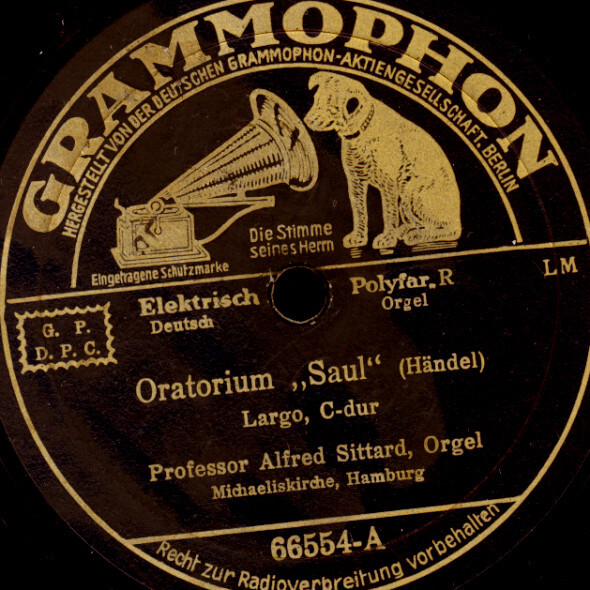 GRAMMOPHON
HERGESTELLT VON DER DEUTSCHEN GRAMMOPHON-AKTIENGESELLSCHAFT. BERLIN
Die Stimme
seines Herrn
Eingetragene Schutzmarke
LM
Elektrisch
Deutsch
Polyfar. R
Orgel
G. P.
D. P. C.
Oratorium „Saul“ (Händel)
Largo, C-dur
Professor Alfred Sittard, Orgel
Michaeliskirche, Hamburg
66554-A
Recht zur Radioverbreitung vorbehalten